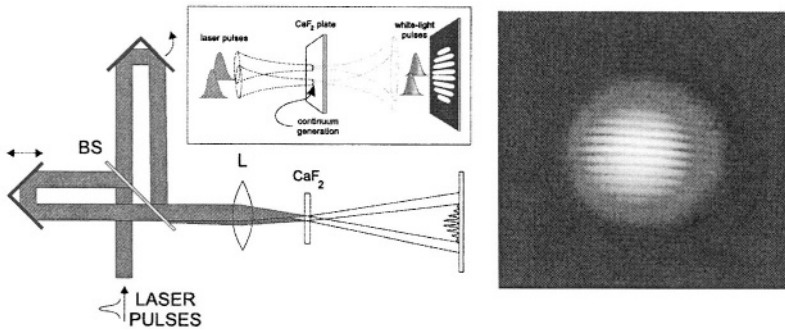 CaF₂ plate
laser pulses
white-light
pulses
continuum
generation
BS
L
CaF₂
LASER
PULSES